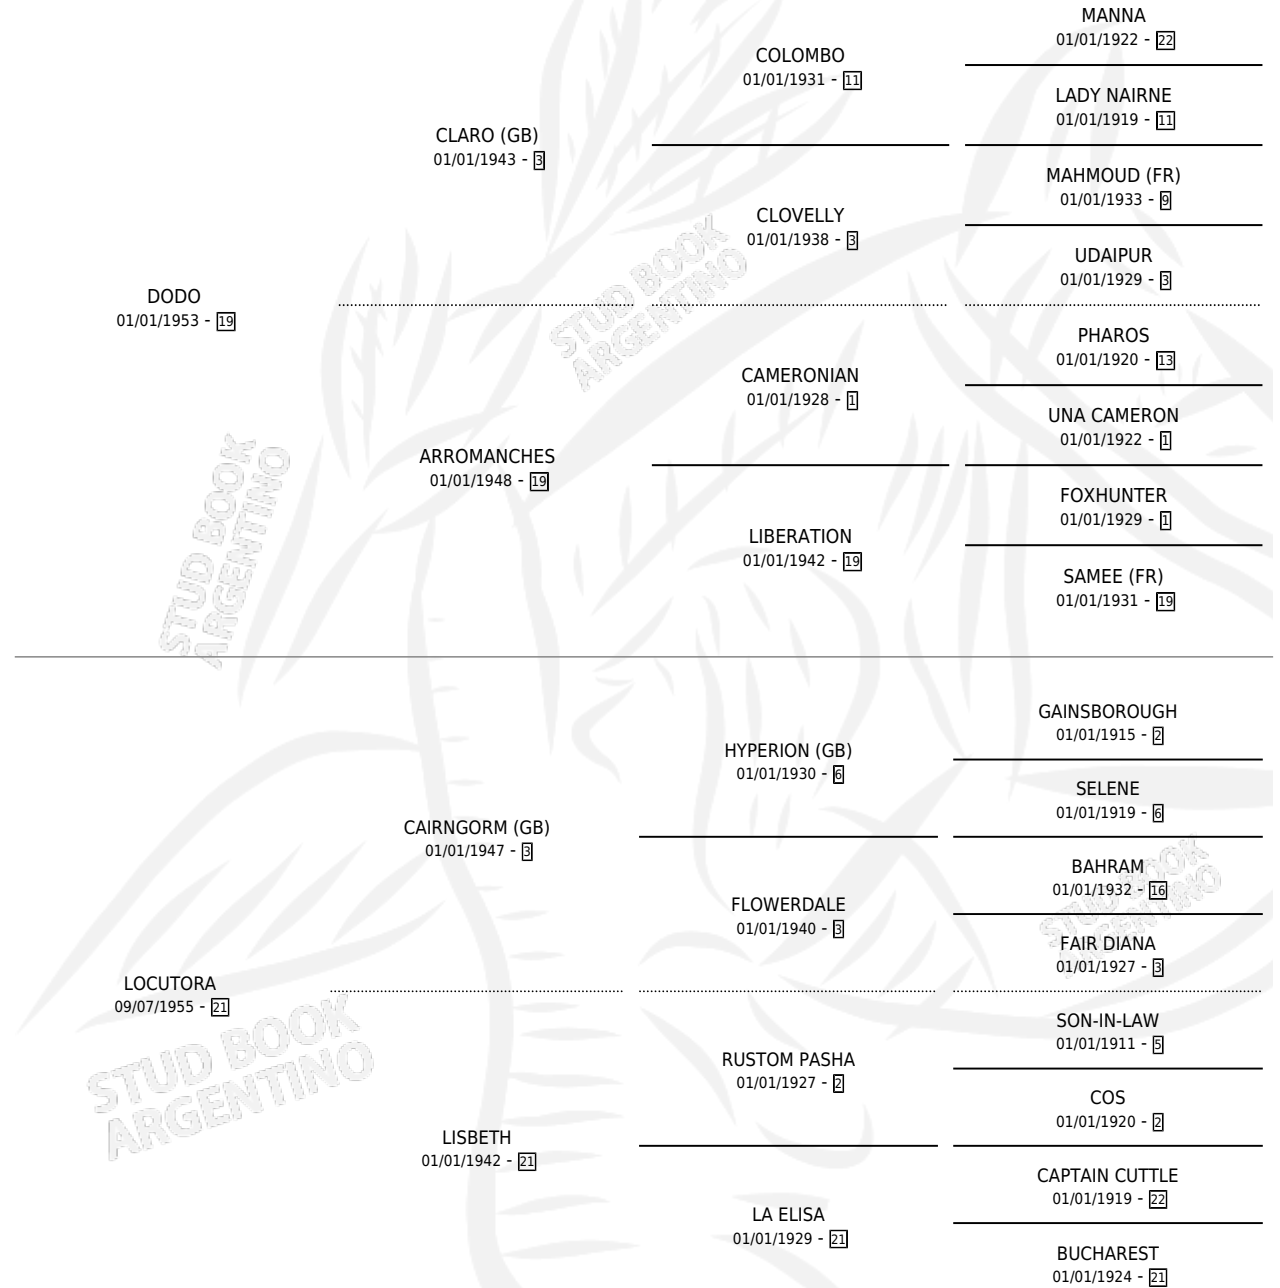 MANNA
01/01/1922 - 22
COLOMBO
01/01/1931 - 11
LADY NAIRNE
01/01/1919 - 11
CLARO (GB)
01/01/1943 - 3
MAHMOUD (FR)
01/01/1933 - 9
CLOVELLY
01/01/1938 - 3
UDAIPUR
01/01/1929 - 3
DODO
01/01/1953 - 19
STUD BOOK
ARGENTINO
PHAROS
01/01/1920 - 13
CAMERONIAN
01/01/1928 - 1
UNA CAMERON
01/01/1922 - 1
ARROMANCHES
01/01/1948 - 19
FOXHUNTER
01/01/1929 - 1
LIBERATION
01/01/1942 - 19
SAMEE (FR)
01/01/1931 - 19
STUD BOOK
ARGENTINO
GAINSBOROUGH
01/01/1915 - 2
HYPERION (GB)
01/01/1930 - 6
SELENE
01/01/1919 - 6
CAIRNGORM (GB)
01/01/1947 - 3
BAHRAM
01/01/1932 - 16
FLOWERDALE
01/01/1940 - 3
STUD BOOK
ARGENTINO
FAIR DIANA
01/01/1927 - 3
LOCUTORA
09/07/1955 - 21
STUD BOOK
ARGENTINO
SON-IN-LAW
01/01/1911 - 5
RUSTOM PASHA
01/01/1927 - 2
COS
01/01/1920 - 2
LISBETH
01/01/1942 - 21
CAPTAIN CUTTLE
01/01/1919 - 22
LA ELISA
01/01/1929 - 21
BUCHAREST
01/01/1924 - 21